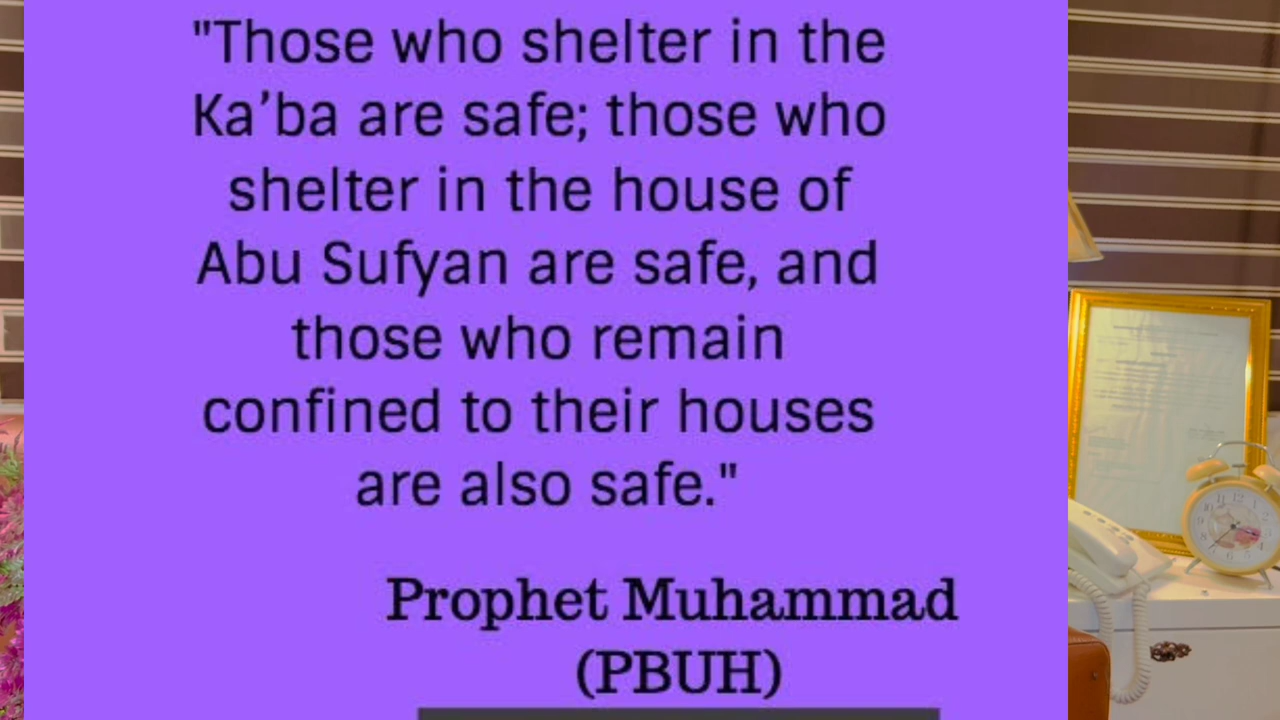 "Those who shelter in the
Ka’ba are safe; those who
shelter in the house of
Abu Sufyan are safe, and
those who remain
confined to their houses
are also safe."
Prophet Muhammad
(PBUH)